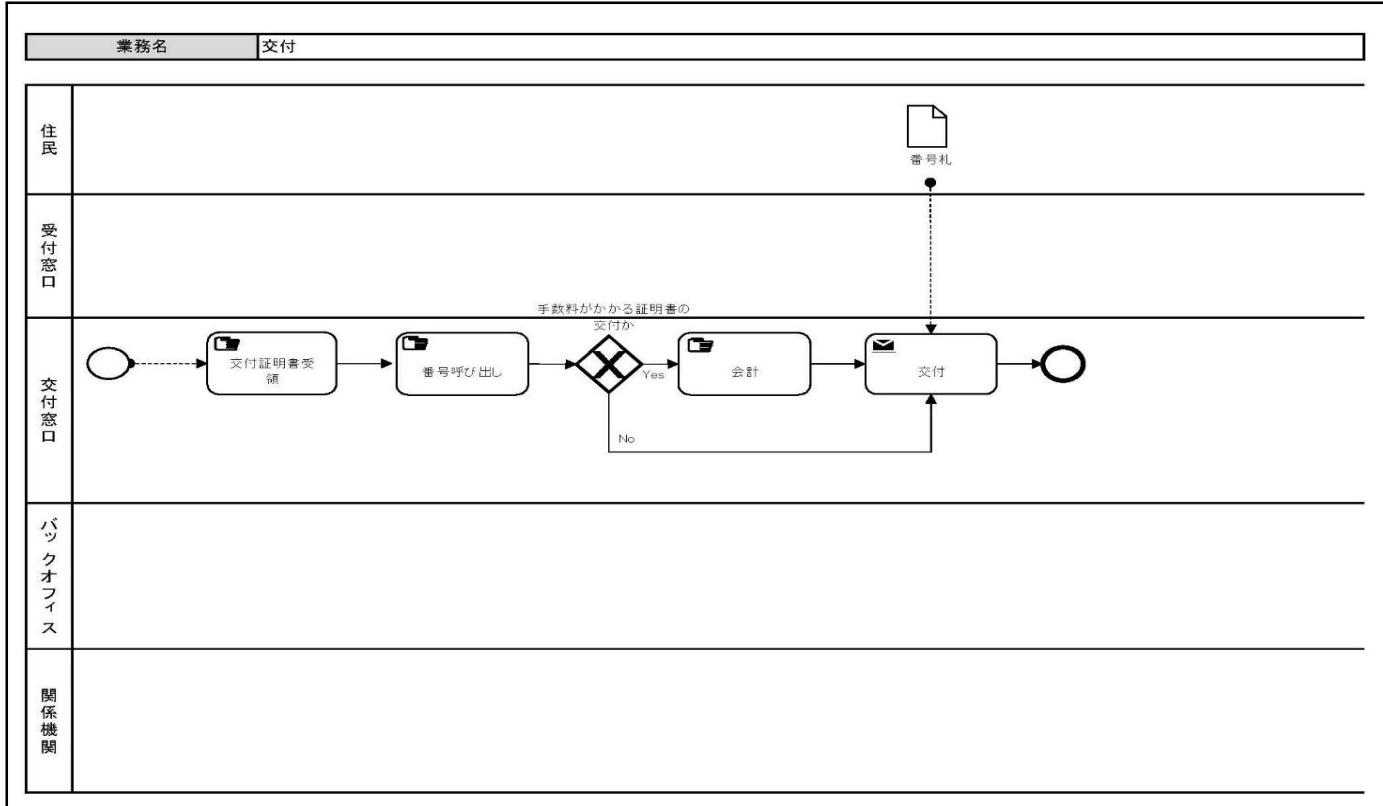 業務名
交付
住民
番号札
受付窓口
手数料がかかる証明書の
交付か
交付窓口
交付証明書受
領
番号呼び出し
Yes
会計
交付
No
バックオフィス
関係機関